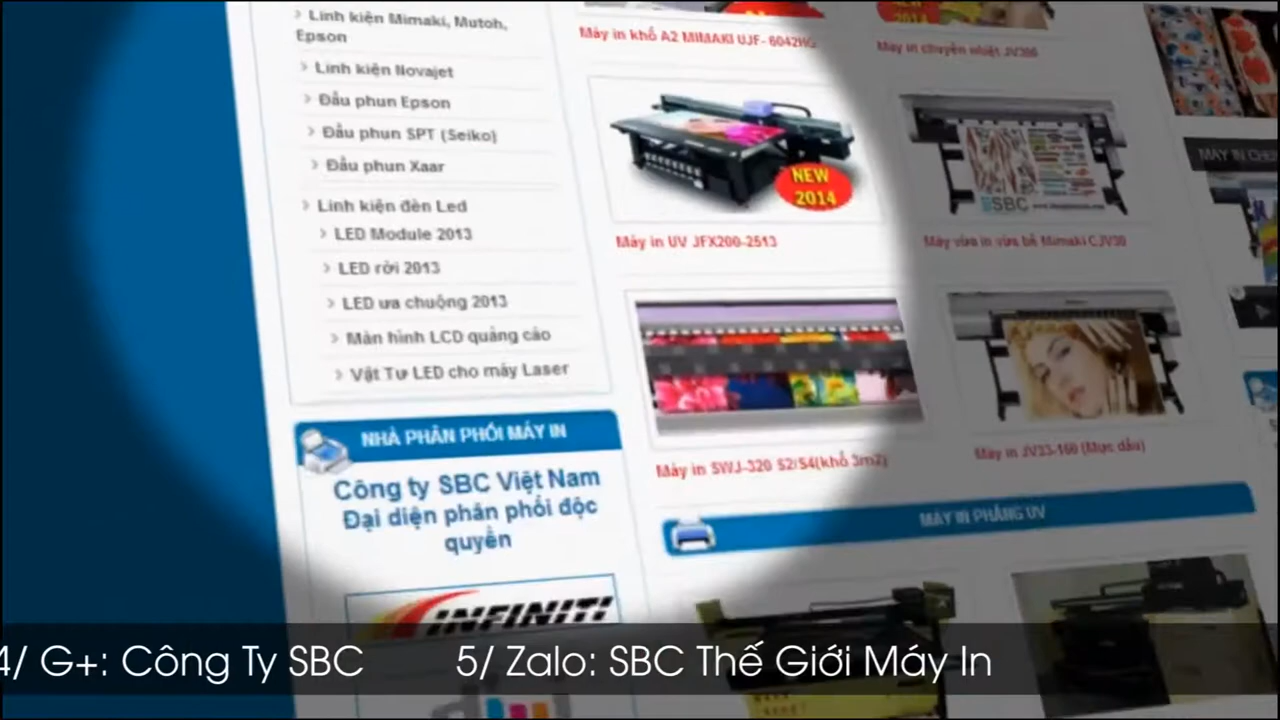 Linh kiện Mimaki, Mutoh,
Epson
Linh kiện Novajet
Đầu phun Epson
Đầu phun SPT (Seiko)
Đầu phun Xaar
Linh kiện đèn Led
LED Module 2013
LED rời 2013
LED ưa chuộng 2013
Màn hình LCD quảng cáo
Vật Tư LED cho máy Laser
NHÀ PHÂN PHỐI MÁY IN
Công ty SBC Việt Nam
Đại diện phân phối độc
quyền
INFINITI
2014
Máy in khổ A2 MIMAKI UJF- 6042HG
Máy in chuyển nhiệt JV300
NEW
2014
SBC
Máy in UV JFX200-2513
Máy vừa in vừa bế Mimaki CJV30
Máy in SWJ-320 S2/S4(khổ 3m2)
Máy in JV33-160 (Mực dầu)
MÁY IN PHẲNG UV
4/ G+: Công Ty SBC
5/ Zalo: SBC Thế Giới Máy In